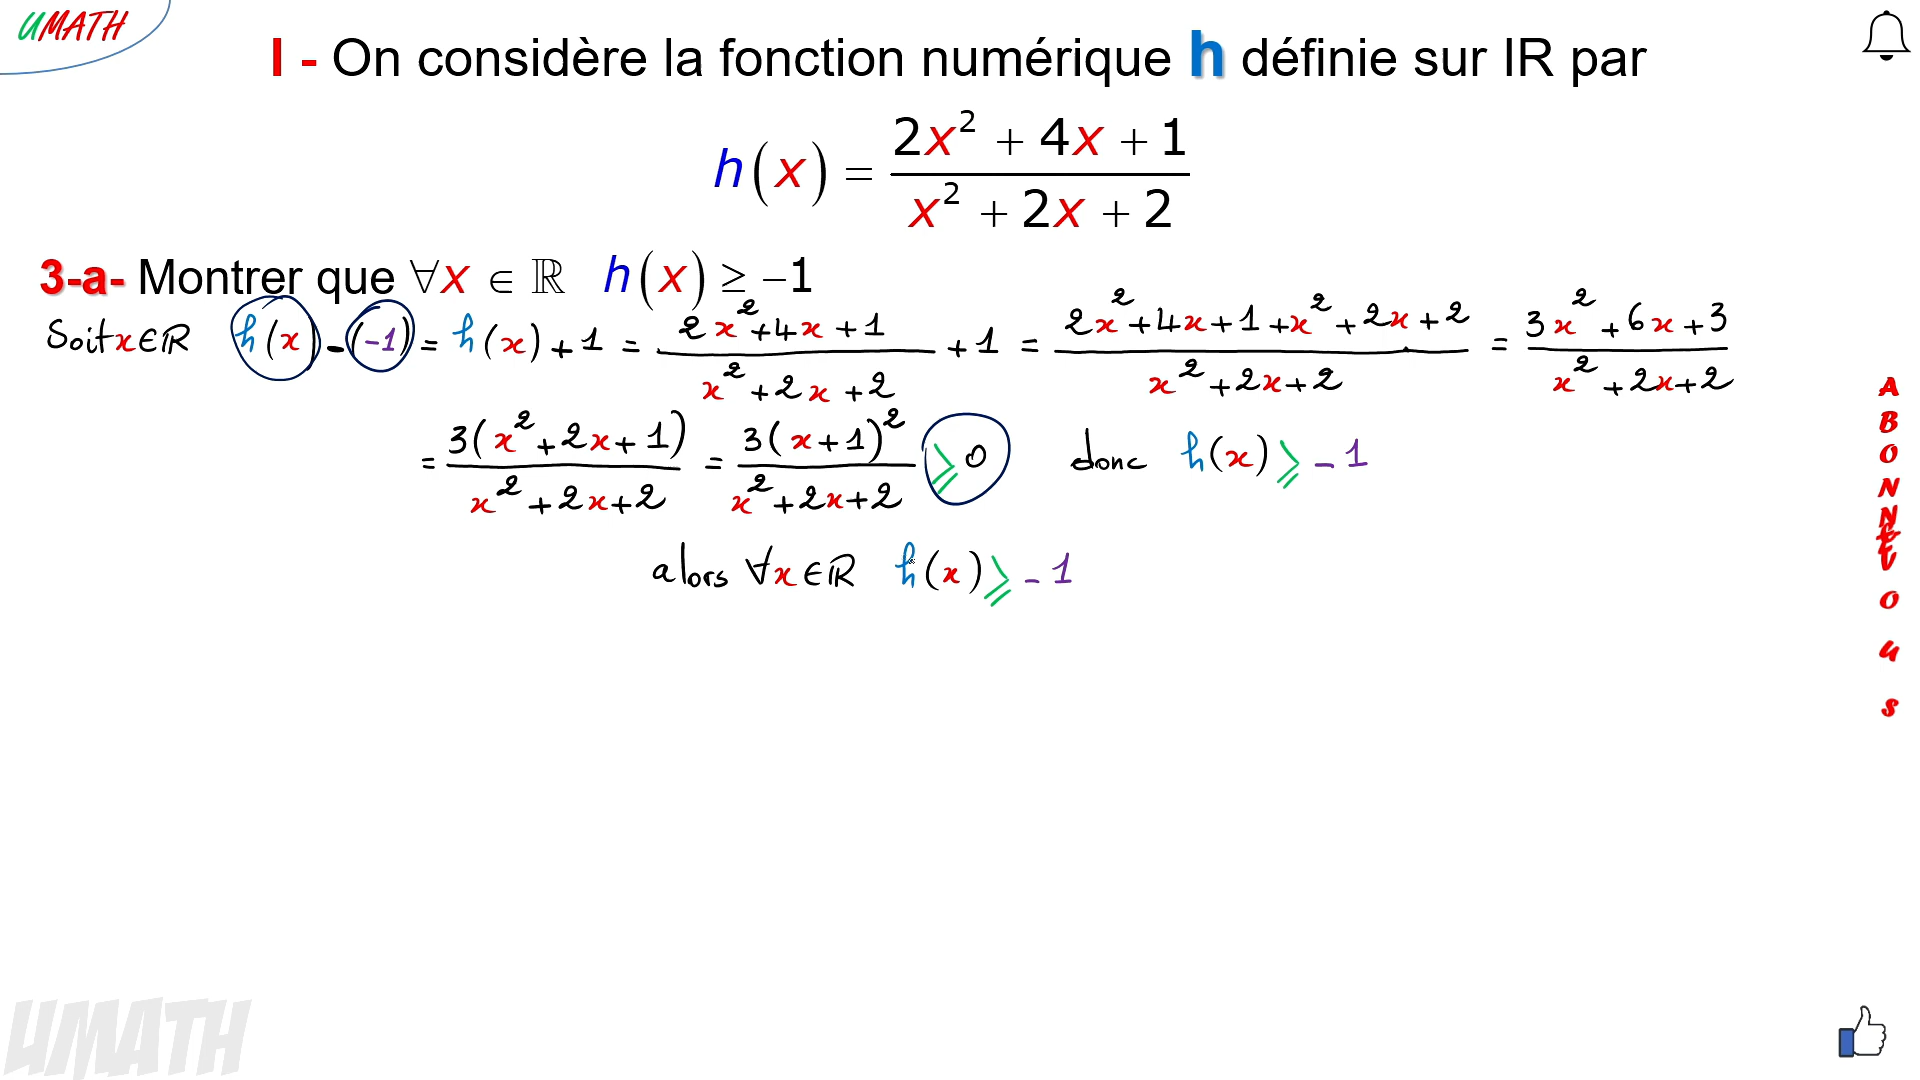 UMATH
I - On considère la fonction numérique h définie sur IR par
h(x) = (2x² + 4x + 1) / (x² + 2x + 2)
3-a- Montrer que ∀x ∈ ℝ h(x) ≥ -1
Soit x ∈ ℝ h(x) - (-1) = h(x) + 1 = (2x² + 4x + 1) / (x² + 2x + 2) + 1 = (2x² + 4x + 1 + x² + 2x + 2) / (x² + 2x + 2) = (3x² + 6x + 3) / (x² + 2x + 2)
= 3(x² + 2x + 1) / (x² + 2x + 2) = 3(x + 1)² / (x² + 2x + 2) ⩾ 0 donc h(x) ⩾ -1
alors ∀x ∈ ℝ h(x) ⩾ -1
ABONNEZ VOUS
UMATH